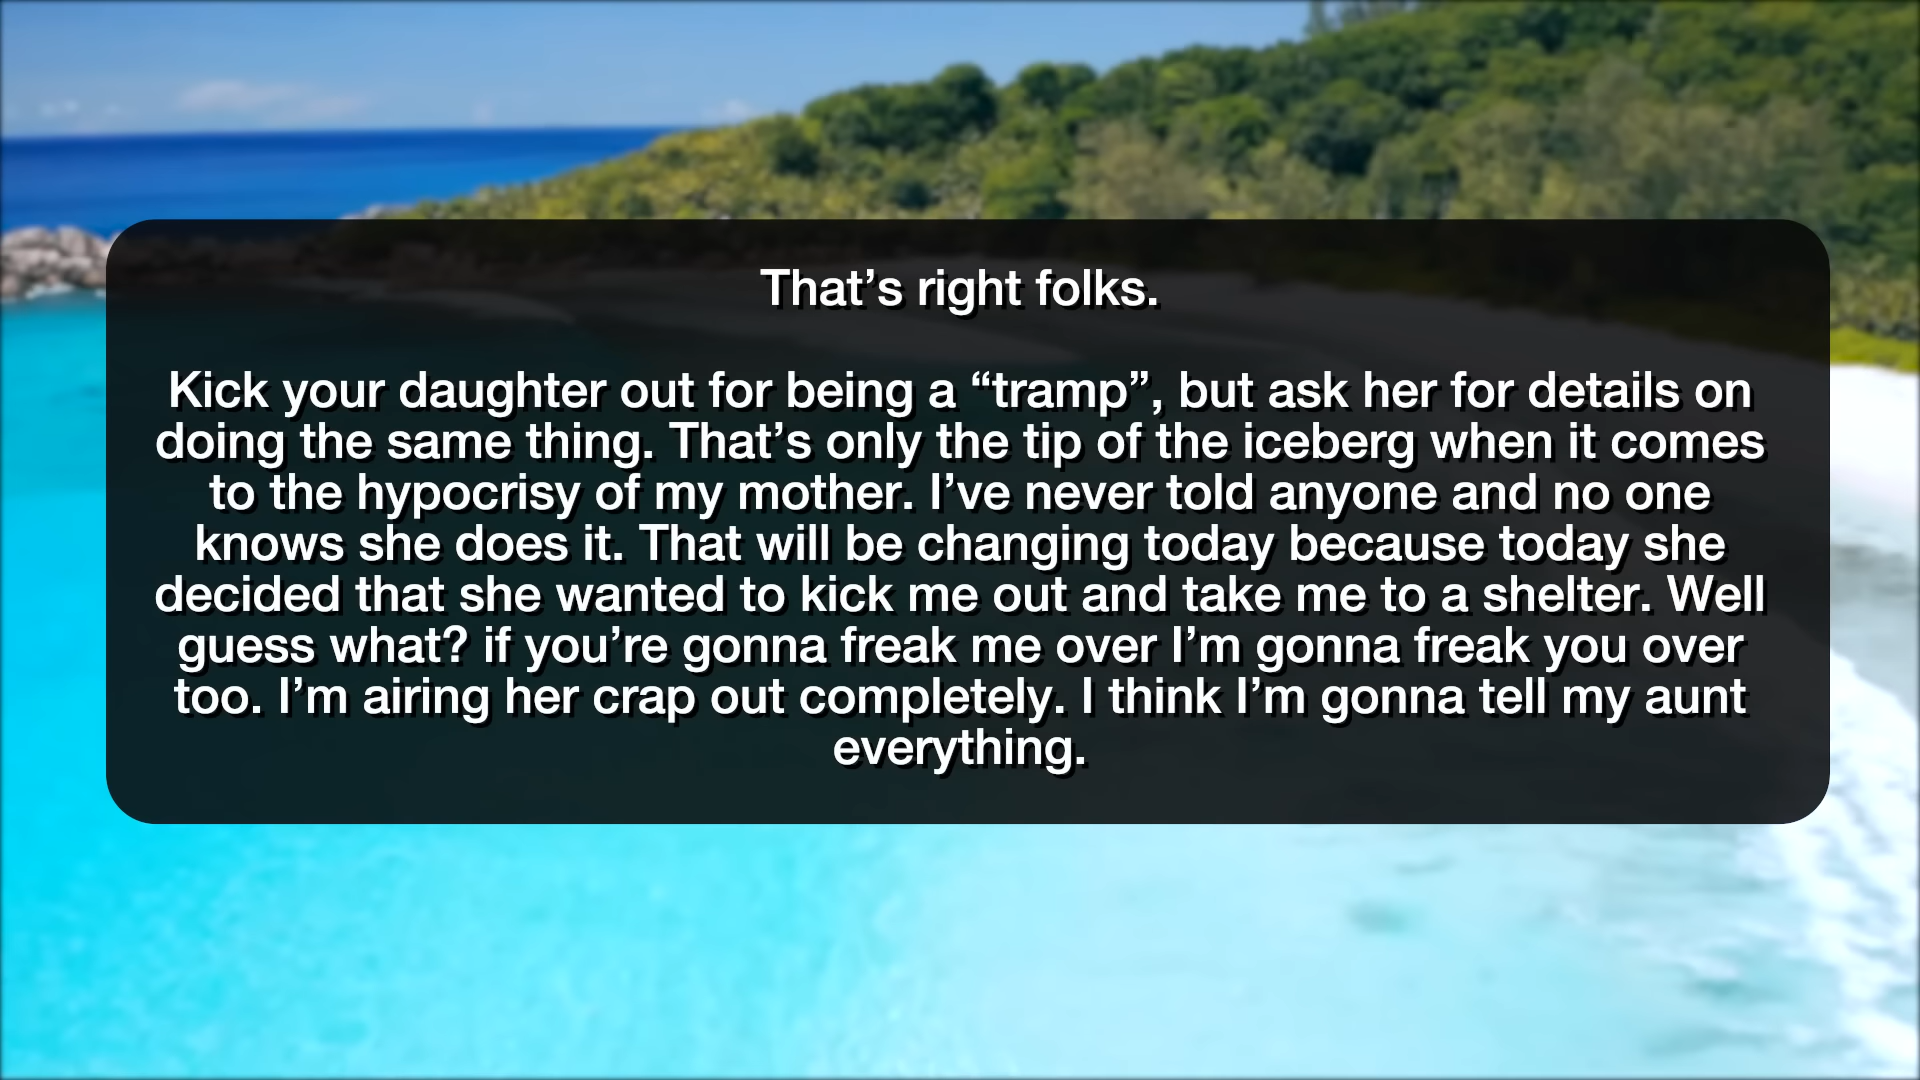 That’s right folks.
Kick your daughter out for being a “tramp”, but ask her for details on
doing the same thing. That’s only the tip of the iceberg when it comes
to the hypocrisy of my mother. I’ve never told anyone and no one
knows she does it. That will be changing today because today she
decided that she wanted to kick me out and take me to a shelter. Well
guess what? if you’re gonna freak me over I’m gonna freak you over
too. I’m airing her crap out completely. I think I’m gonna tell my aunt
everything.